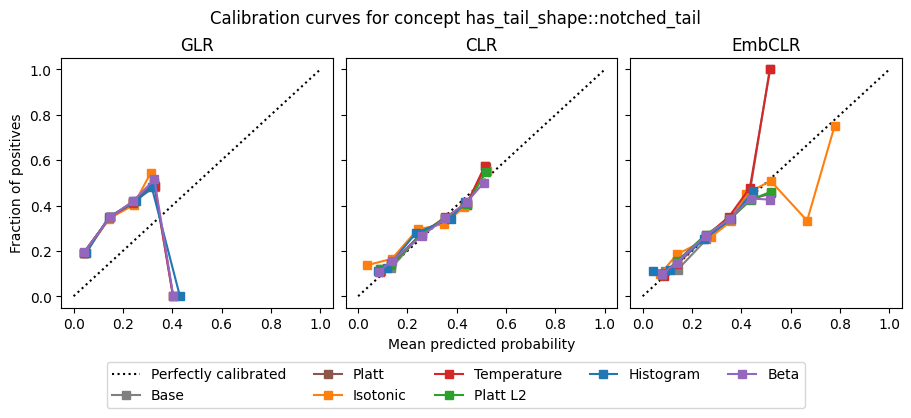 Calibration curves for concept has_tail_shape::notched_tail
GLR
CLR
EmbCLR
Fraction of positives
1.0
0.8
0.6
0.4
0.2
0.0
0.0 0.2 0.4 0.6 0.8 1.0
0.0 0.2 0.4 0.6 0.8 1.0
0.0 0.2 0.4 0.6 0.8 1.0
Mean predicted probability
Perfectly calibrated
Base
Platt
Isotonic
Temperature
Platt L2
Histogram
Beta